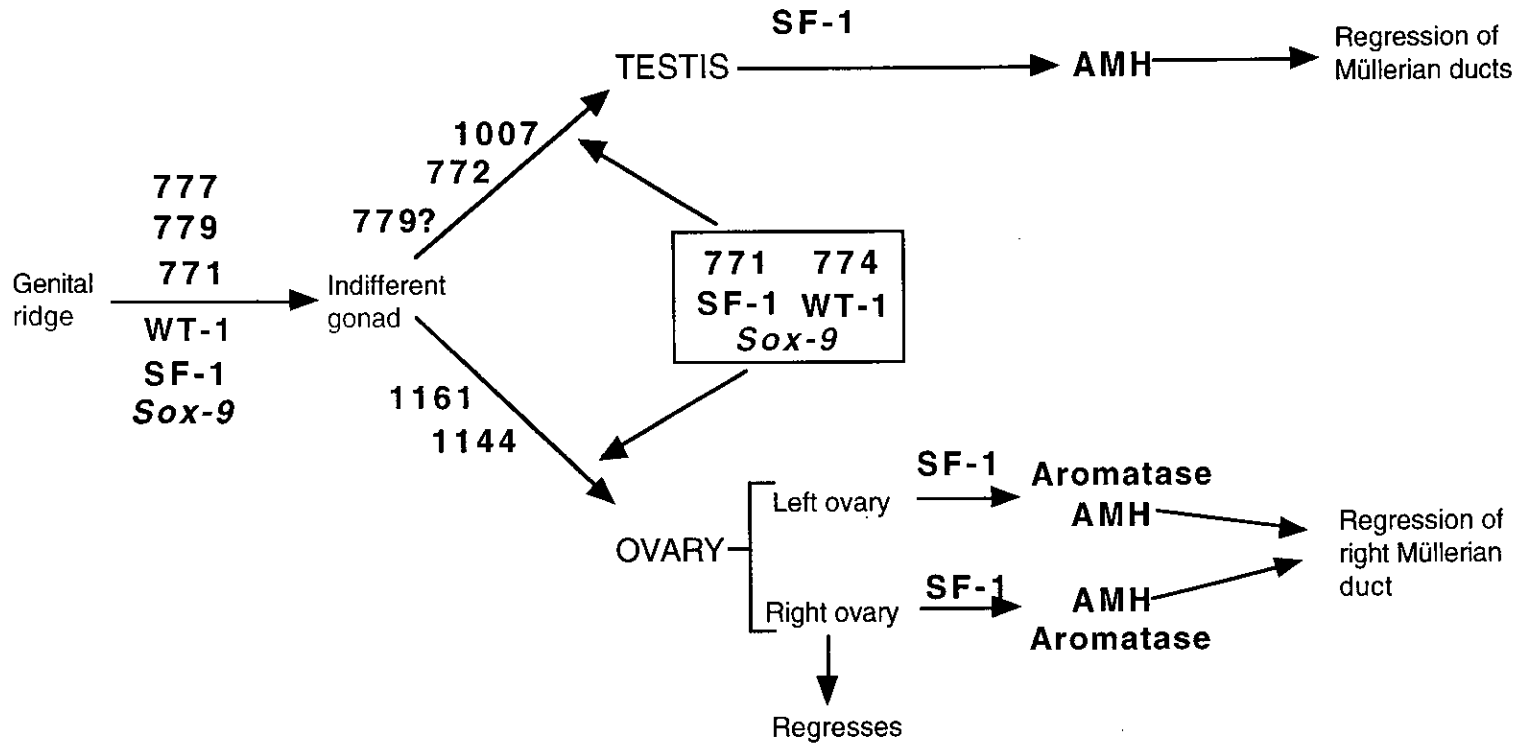 SF-1
TESTIS
AMH
Regression of
Müllerian ducts
1007
772
779?
777
779
771
Genital
ridge
WT-1
SF-1
Sox-9
Indifferent
gonad
771 774
SF-1 WT-1
Sox-9
1161
1144
OVARY
Left ovary
SF-1
Aromatase
AMH
Right ovary
SF-1
AMH
Aromatase
Regression of
right Müllerian
duct
Regresses